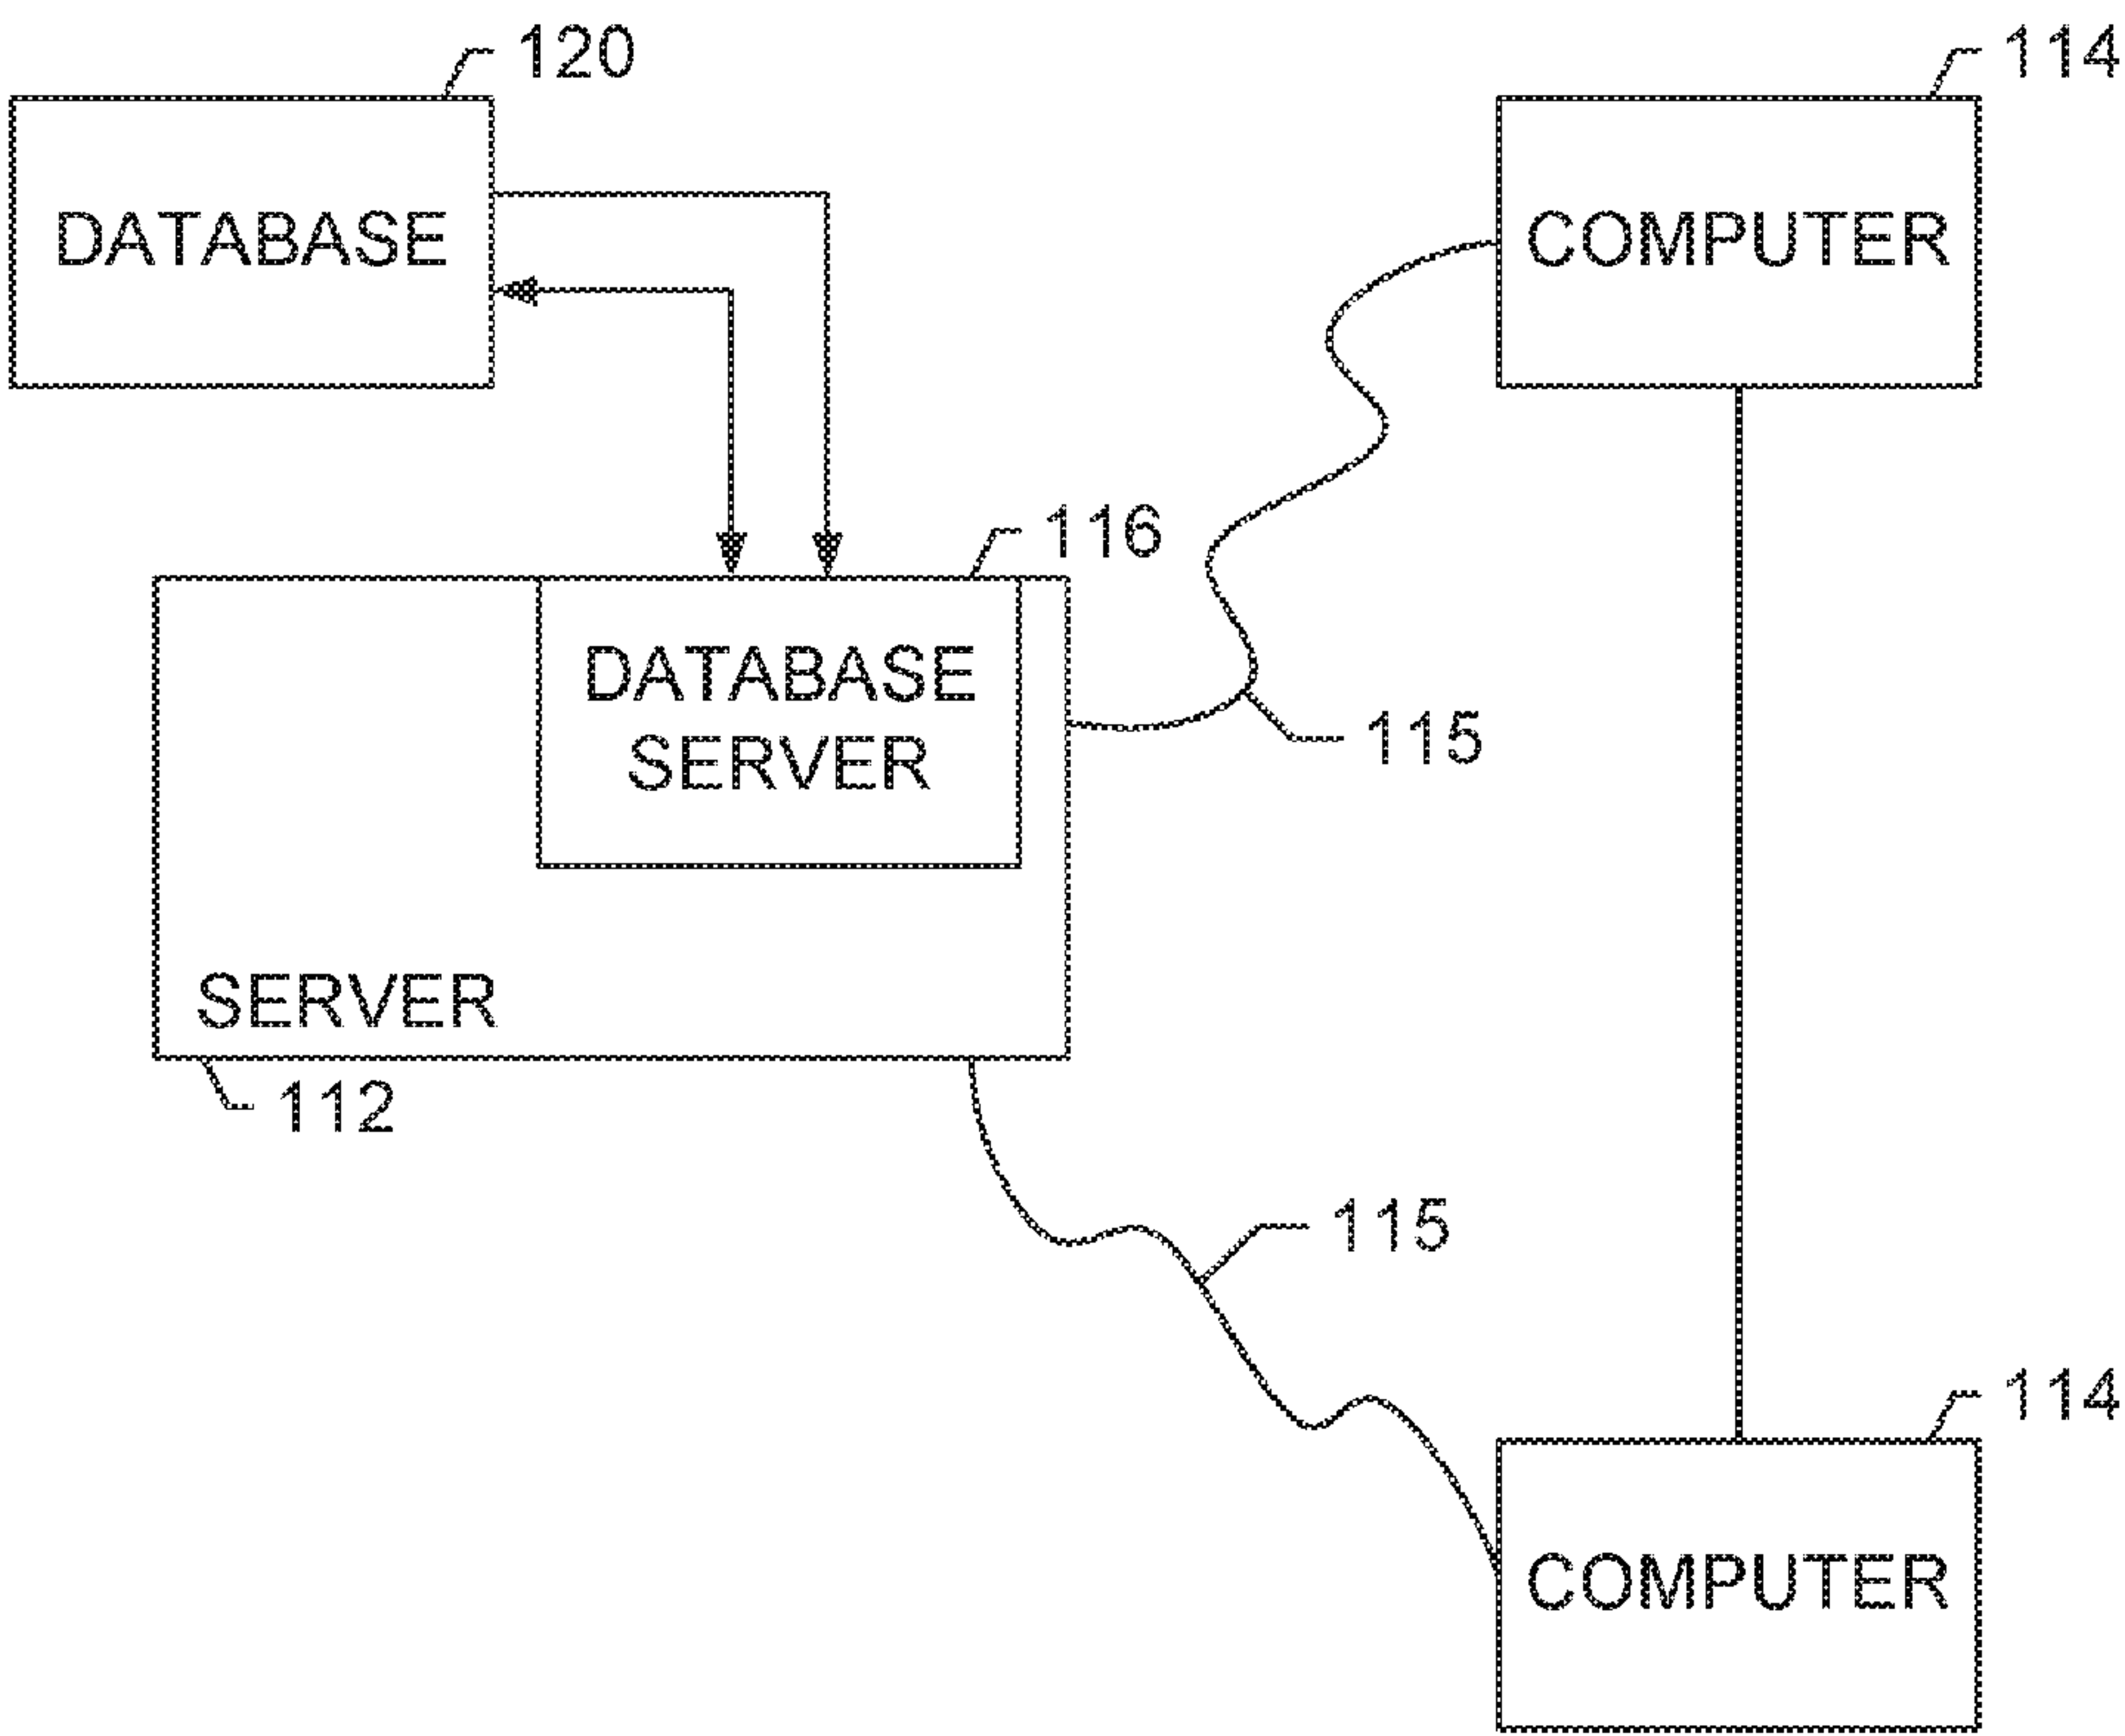 120
114
DATABASE
COMPUTER
116
DATABASE
SERVER
115
SERVER
112
115
114
COMPUTER